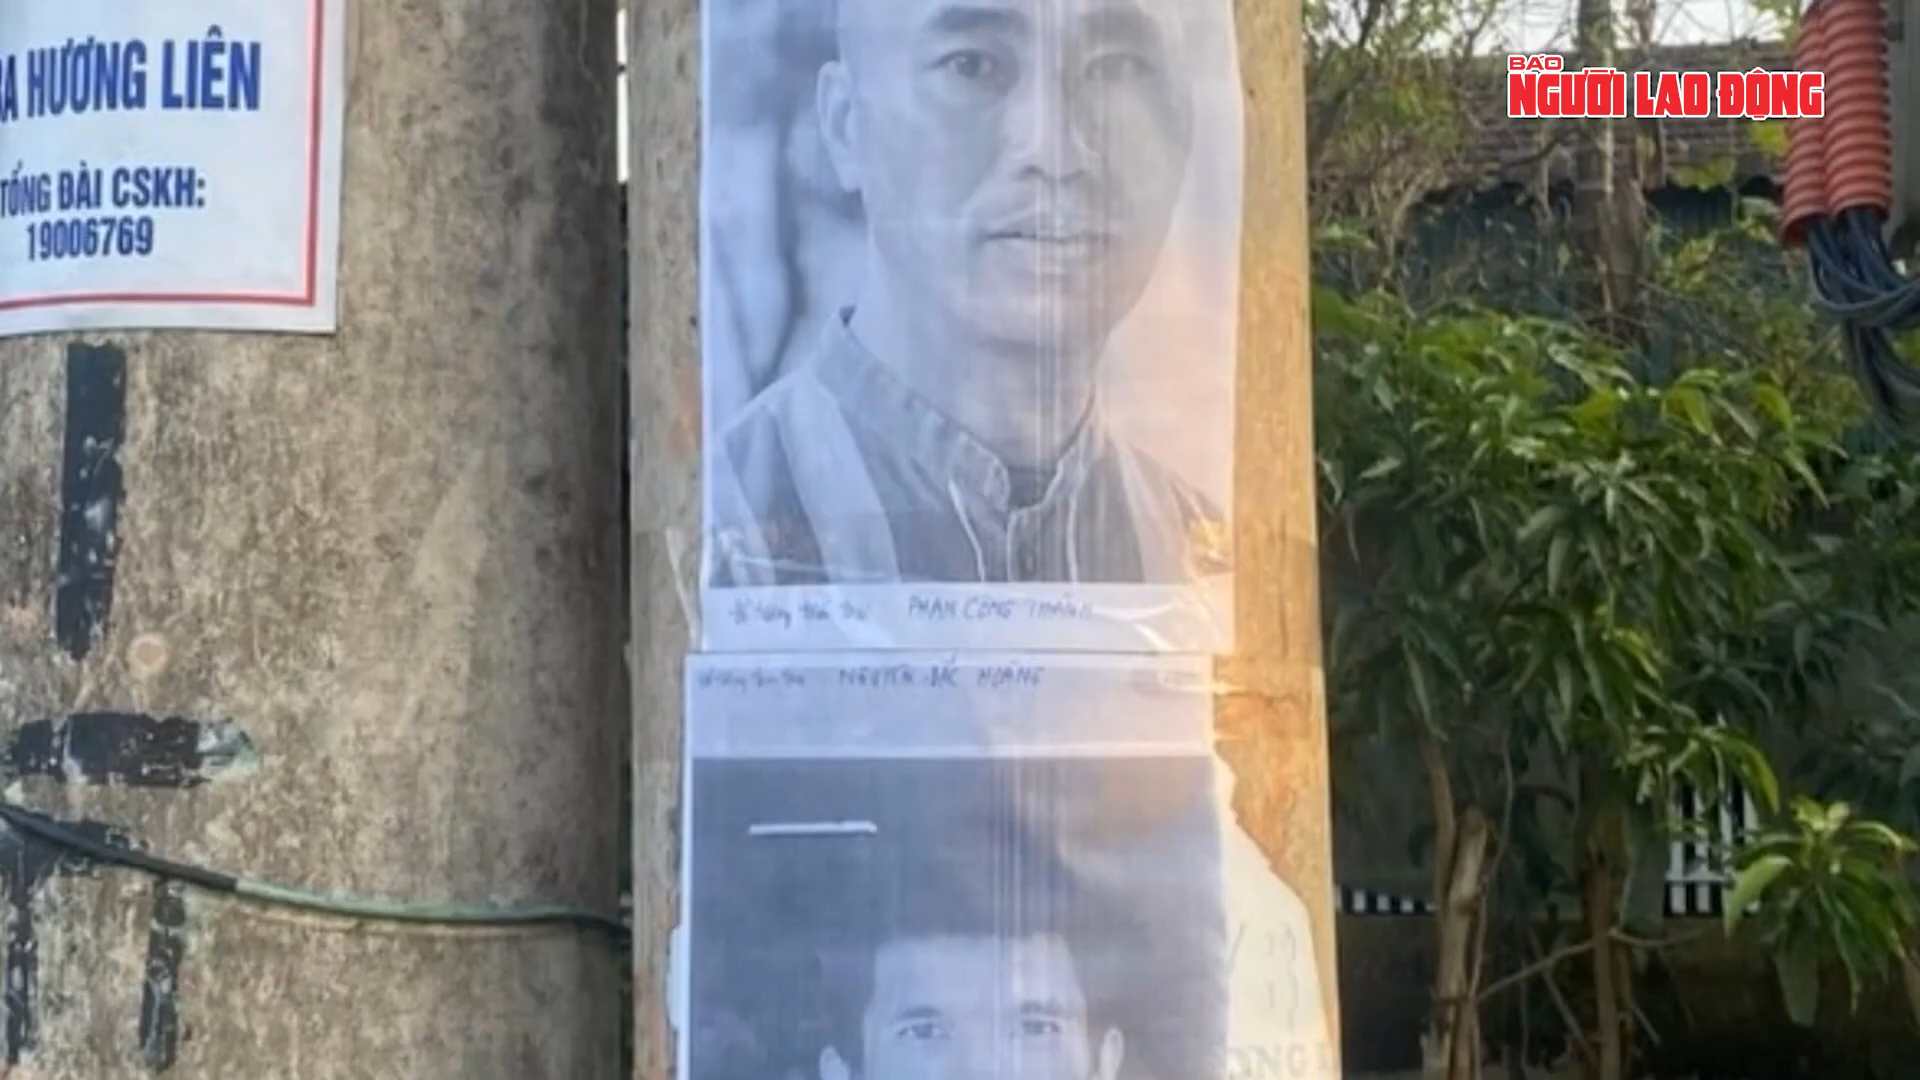 BÁO
NGƯỜI LAO ĐỘNG
HƯƠNG LIÊN
TỔNG ĐÀI CSKH:
19006769
PHAN CÔNG THÀNH
NGUYỄN ĐẮC HOÀNG